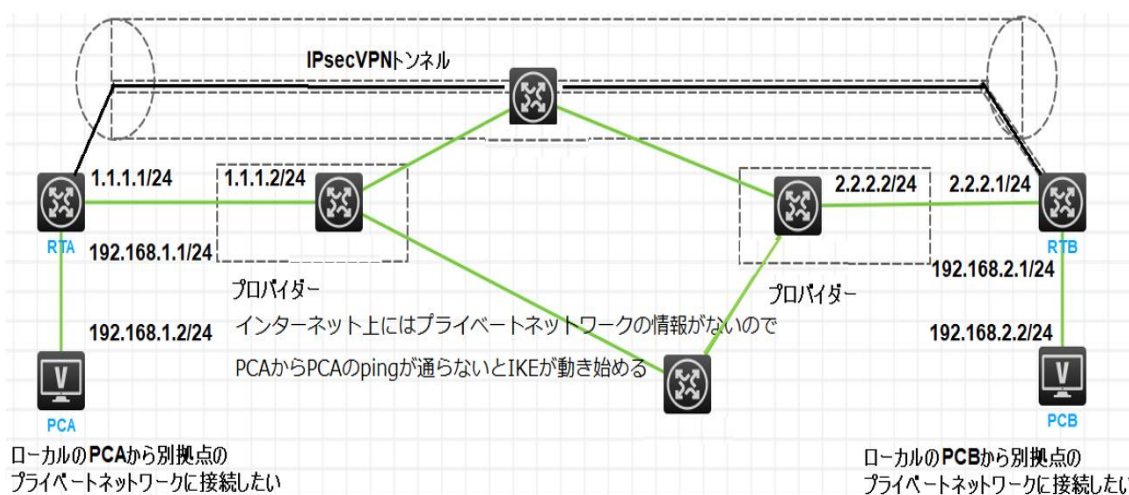 IPsecVPNトンネル
1.1.1.1/24
1.1.1.2/24
2.2.2.2/24
2.2.2.1/24
RTA
192.168.1.1/24
RTB
192.168.2.1/24
プロバイダー
プロバイダー
インターネット上にはプライベートネットワークの情報がないので
PCAからPCAのpingが通らないとIKEが動き始める
192.168.1.2/24
192.168.2.2/24
V
V
PCA
PCB
ローカルのPCAから別拠点の
プライベートネットワークに接続したい
ローカルのPCBから別拠点の
プライベートネットワークに接続したい